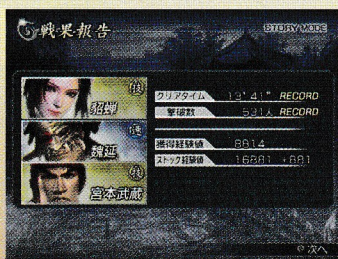 戦果報告
STORY MODE
貂蝉
魏延
宮本武蔵
クリアタイム 13'41" RECORD
撃破数 531人 RECORD
獲得経験値 8814
ストック経験値 16881 +881
次へ